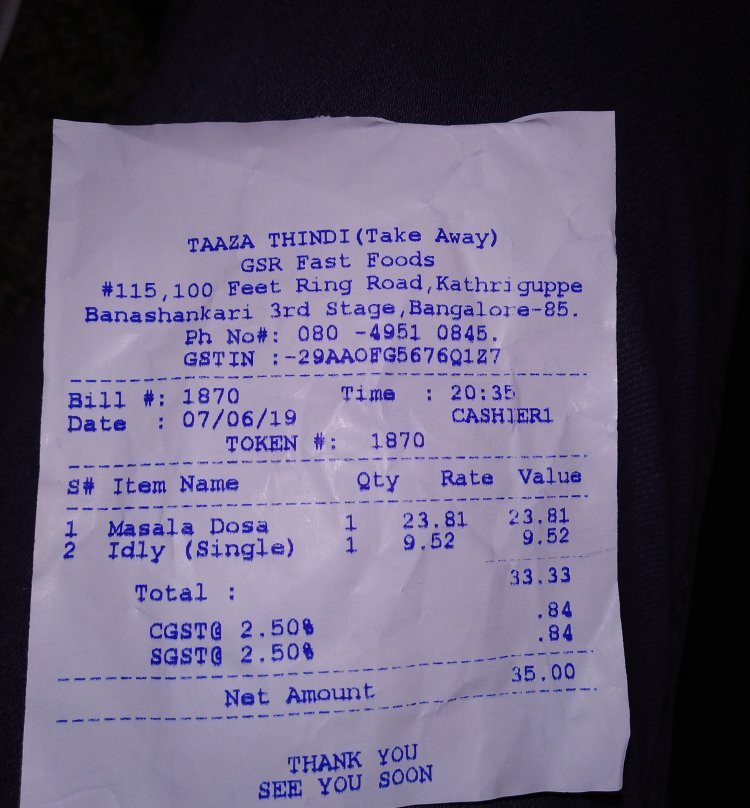 TAAZA THINDI(Take Away)
GSR Fast Foods
#115,100 Feet Ring Road,Kathriguppe
Banashankari 3rd Stage,Bangalore-85.
Ph No#: 080 -4951 0845.
GSTIN :-29AAOFG5676Q1Z7
Bill #: 1870 Time : 20:35
Date : 07/06/19 CASHIER1
TOKEN #: 1870
S# Item Name Qty Rate Value
1 Masala Dosa 1 23.81 23.81
2 Idly (Single) 1 9.52 9.52
Total : 33.33
CGST@ 2.50% .84
SGST@ 2.50% .84
Net Amount 35.00
THANK YOU
SEE YOU SOON